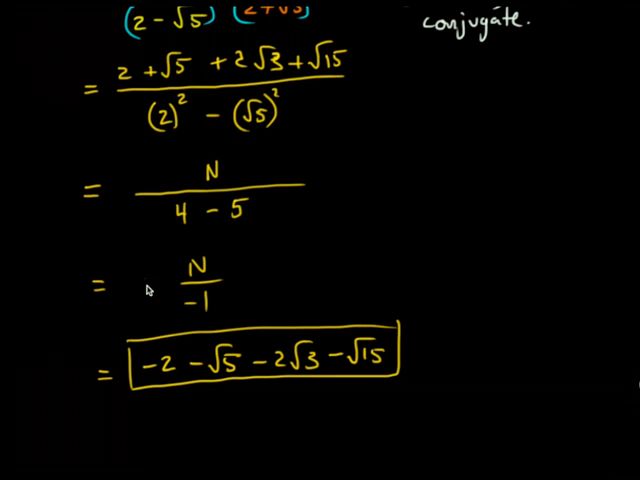 (2 - √5) (2 + √5)
conjugate.
= 2 + √5 + 2√3 + √15 / (2)² - (√5)²
= N / 4 - 5
= N / -1
= -2 - √5 - 2√3 - √15